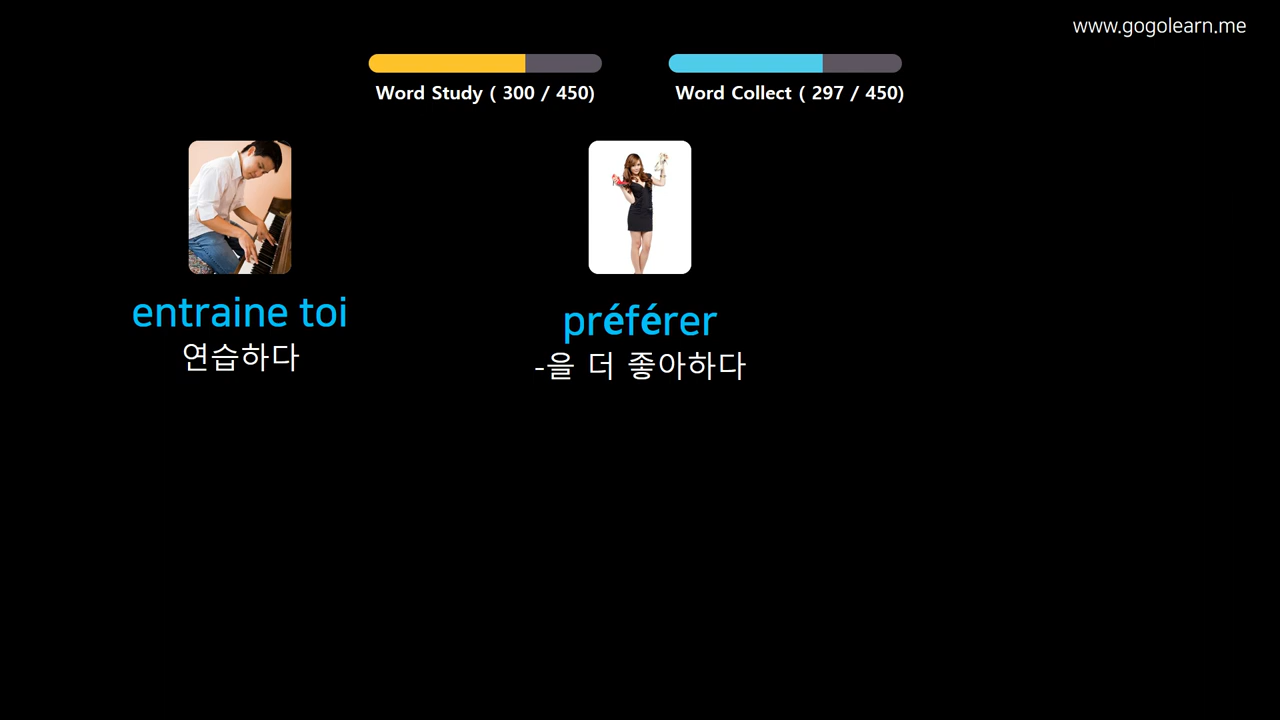 www.gogolearn.me
Word Study ( 300 / 450)
Word Collect ( 297 / 450)
entraine toi
연습하다
préférer
-을 더 좋아하다